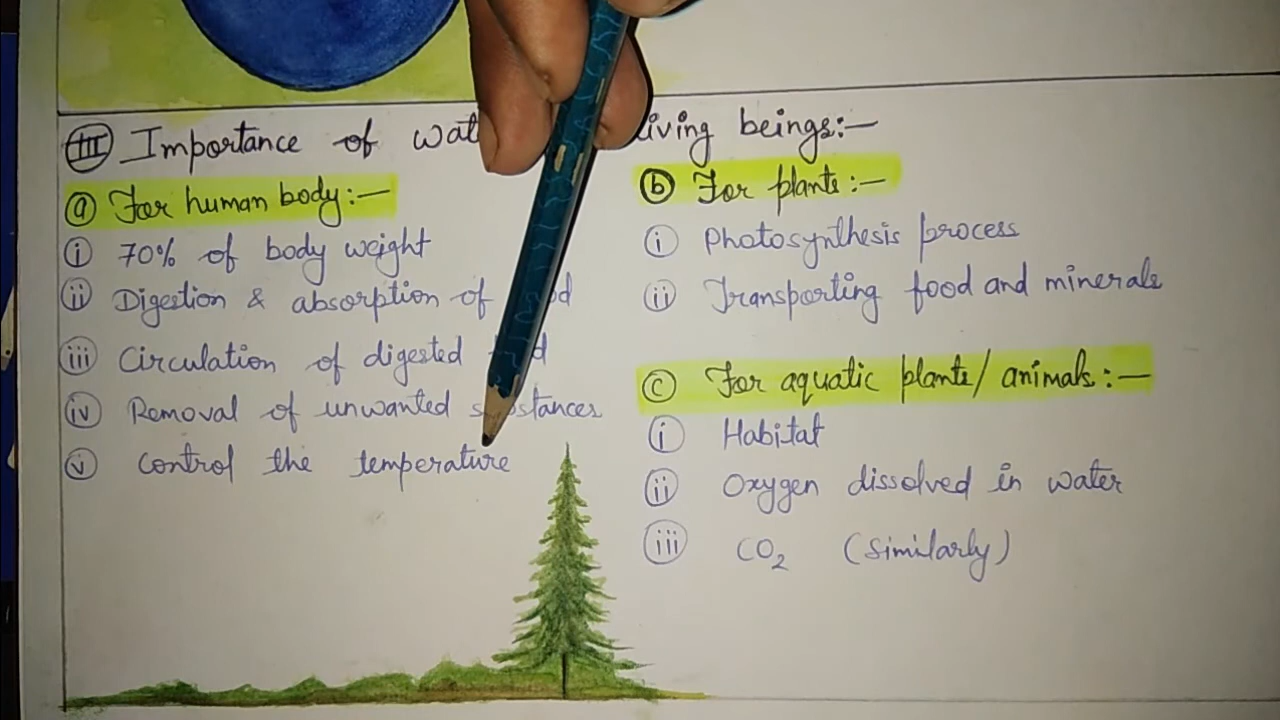 III Importance of wat living beings:-
a For human body:-
i 70% of body weight
ii Digestion & absorption of
iii Circulation of digested
iv Removal of unwanted substances
v control the temperature
b For plants:-
i Photosynthesis process
ii Transporting food and minerals
c For aquatic plants/animals:-
i Habitat
ii Oxygen dissolved in water
iii CO₂ (similarly)